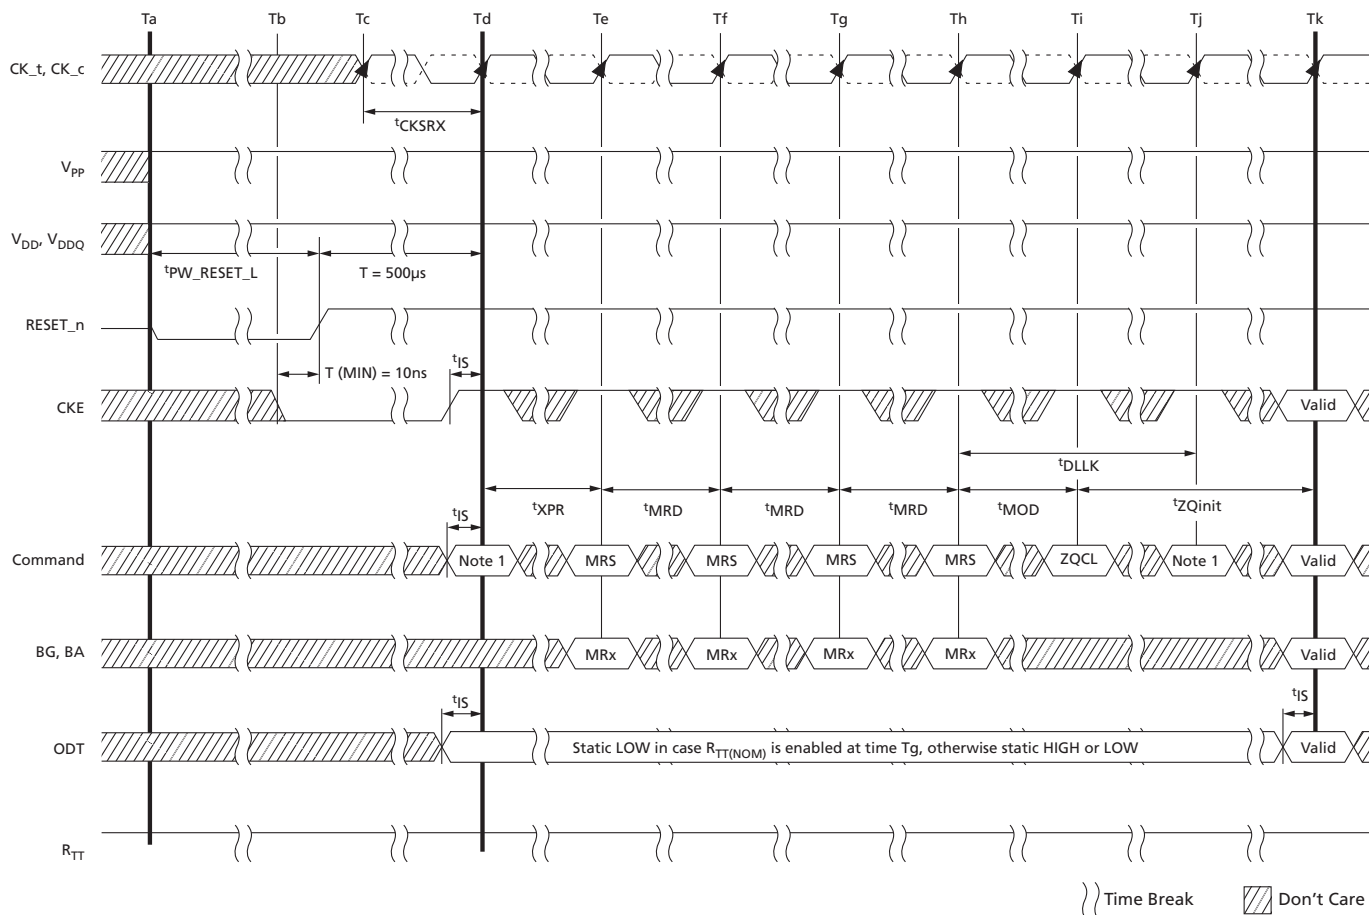 Ta Tb Tc Td Te Tf Tg Th Ti Tj Tk
CK_t, CK_c
tCKSRX
VPP
VDD, VDDQ
tPW_RESET_L T = 500µs
RESET_n
T (MIN) = 10ns tIS
CKE Valid
tDLLK
tXPR tMRD tMRD tMRD tMOD tZQinit
tIS
Command Note 1 MRS MRS MRS MRS ZQCL Note 1 Valid
BG, BA MRx MRx MRx MRx Valid
tIS tIS
ODT Static LOW in case RTT(NOM) is enabled at time Tg, otherwise static HIGH or LOW Valid
RTT
Time Break Don't Care